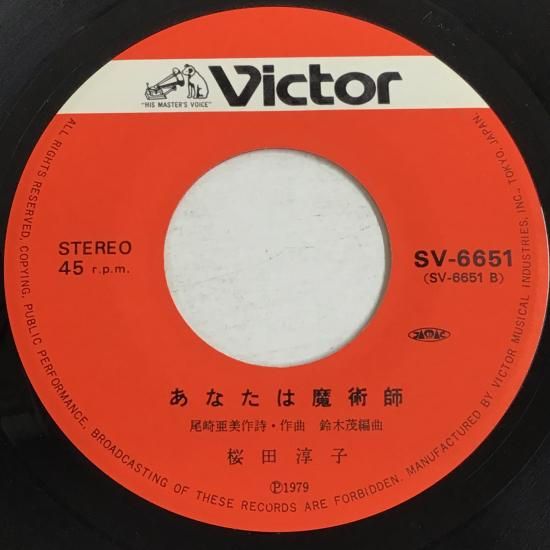 Victor
"HIS MASTER'S VOICE"
STEREO
45 r.p.m.
SV-6651
(SV-6651 B)
JASRAC
あなたは魔術師
尾崎亜美作詩・作曲 鈴木茂編曲
桜田淳子
Ⓟ1979
ALL RIGHTS RESERVED, COPYING, PUBLIC PERFORMANCE, BROADCASTING OF THESE RECORDS ARE FORBIDDEN. MANUFACTURED BY VICTOR MUSICAL INDUSTRIES, INC., TOKYO, JAPAN.